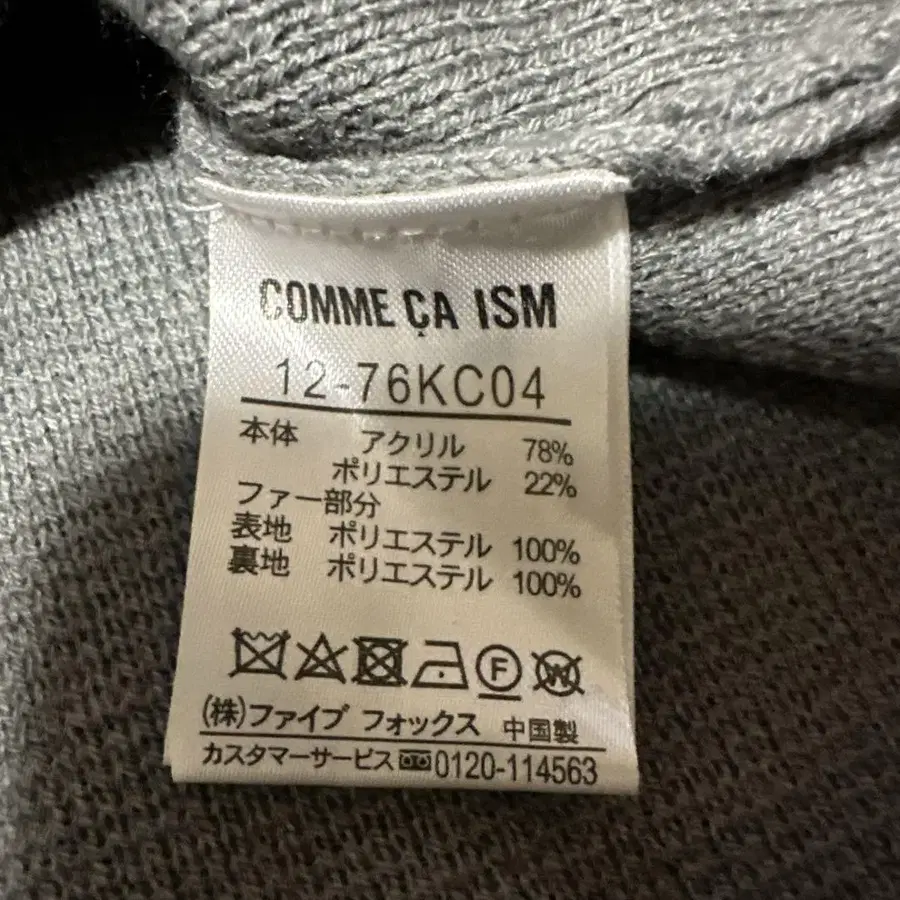 COMME ÇA ISM
12-76KC04
本体 アクリル 78%
ポリエステル 22%
ファー部分
表地 ポリエステル 100%
裏地 ポリエステル 100%
F W
(株)ファイブ フォックス 中国製
カスタマーサービス 0120-114563